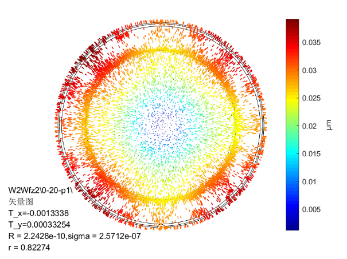 0.035
0.03
0.025
0.02
0.015
0.01
0.005
μm
W2Wfz2\0-20-p1\
矢量图
T_x=-0.0013338
T_y=0.00033254
R = 2.2428e-10,sigma = 2.5712e-07
r = 0.82274